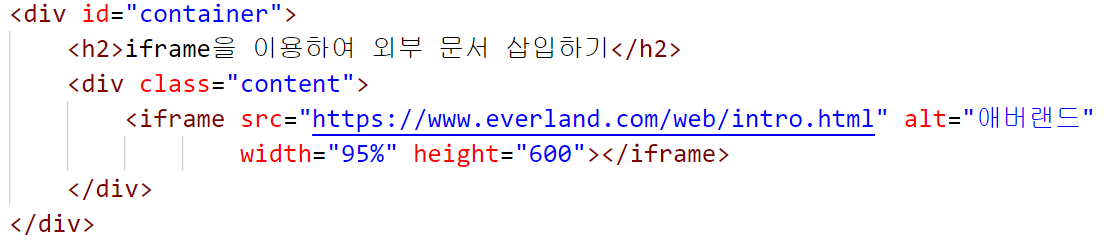 <div id="container">
<h2>iframe을 이용하여 외부 문서 삽입하기</h2>
<div class="content">
<iframe src="https://www.everland.com/web/intro.html" alt="애버랜드"
width="95%" height="600"></iframe>
</div>
</div>